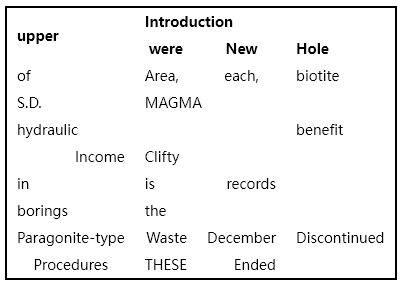 upper Introduction
were New Hole
of Area, each, biotite
S.D. MAGMA
hydraulic benefit
Income Clifty
in is records
borings the
Paragonite-type Waste December Discontinued
Procedures THESE Ended